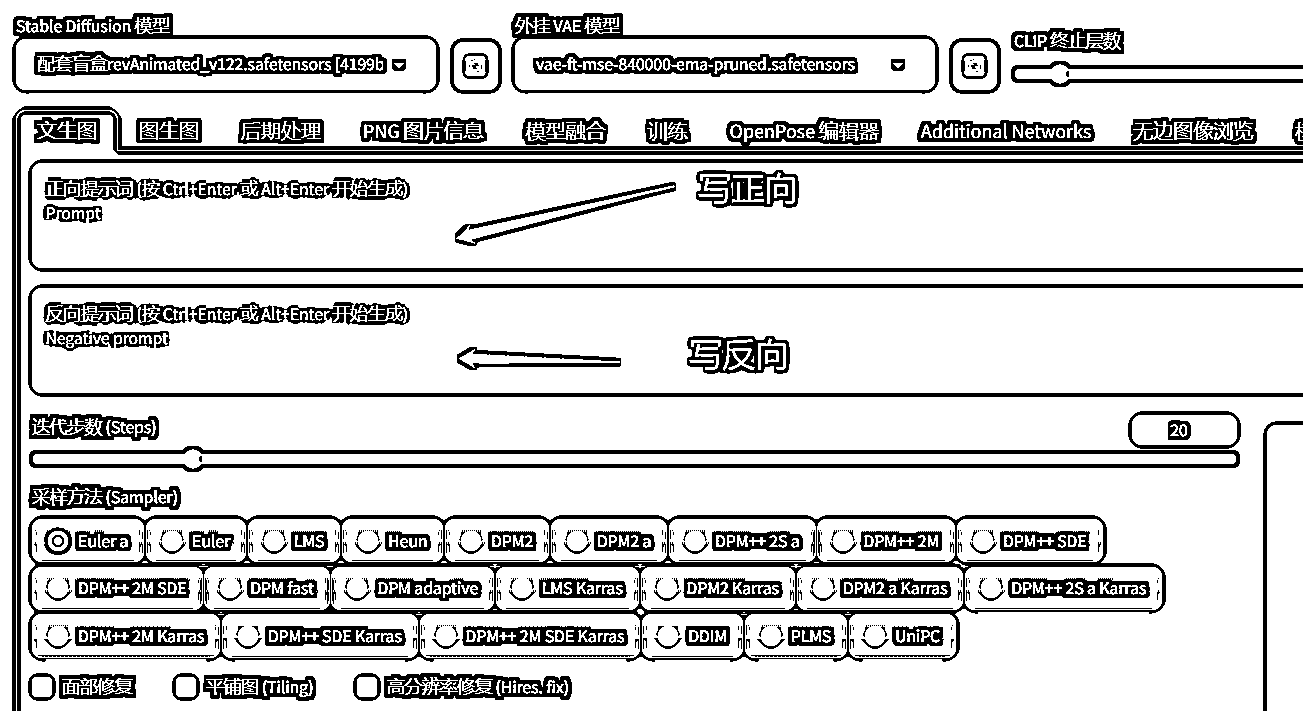 Stable Diffusion 模型
外挂 VAE 模型
CLIP 终止层数
配套盲盒revAnimated_v122.safetensors [4199b
vae-ft-mse-840000-ema-pruned.safetensors
文生图 图生图 后期处理 PNG 图片信息 模型融合 训练 OpenPose 编辑器 Additional Networks 无边图像浏览
正向提示词 (按 Ctrl+Enter 或 Alt+Enter 开始生成)
Prompt
写正向
反向提示词 (按 Ctrl+Enter 或 Alt+Enter 开始生成)
Negative prompt
写反向
迭代步数 (Steps)
20
采样方法 (Sampler)
Euler a Euler LMS Heun DPM2 DPM2 a DPM++ 2S a DPM++ 2M DPM++ SDE
DPM++ 2M SDE DPM fast DPM adaptive LMS Karras DPM2 Karras DPM2 a Karras DPM++ 2S a Karras
DPM++ 2M Karras DPM++ SDE Karras DPM++ 2M SDE Karras DDIM PLMS UniPC
面部修复 平铺图 (Tiling) 高分辨率修复 (Hires. fix)